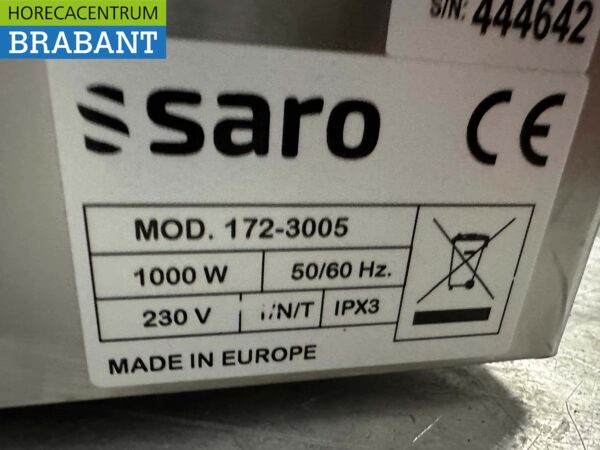 HORECACENTRUM
BRABANT
S/N: 444642
saro CE
MOD. 172-3005
1000 W 50/60 Hz.
230 V /N/T IPX3
MADE IN EUROPE